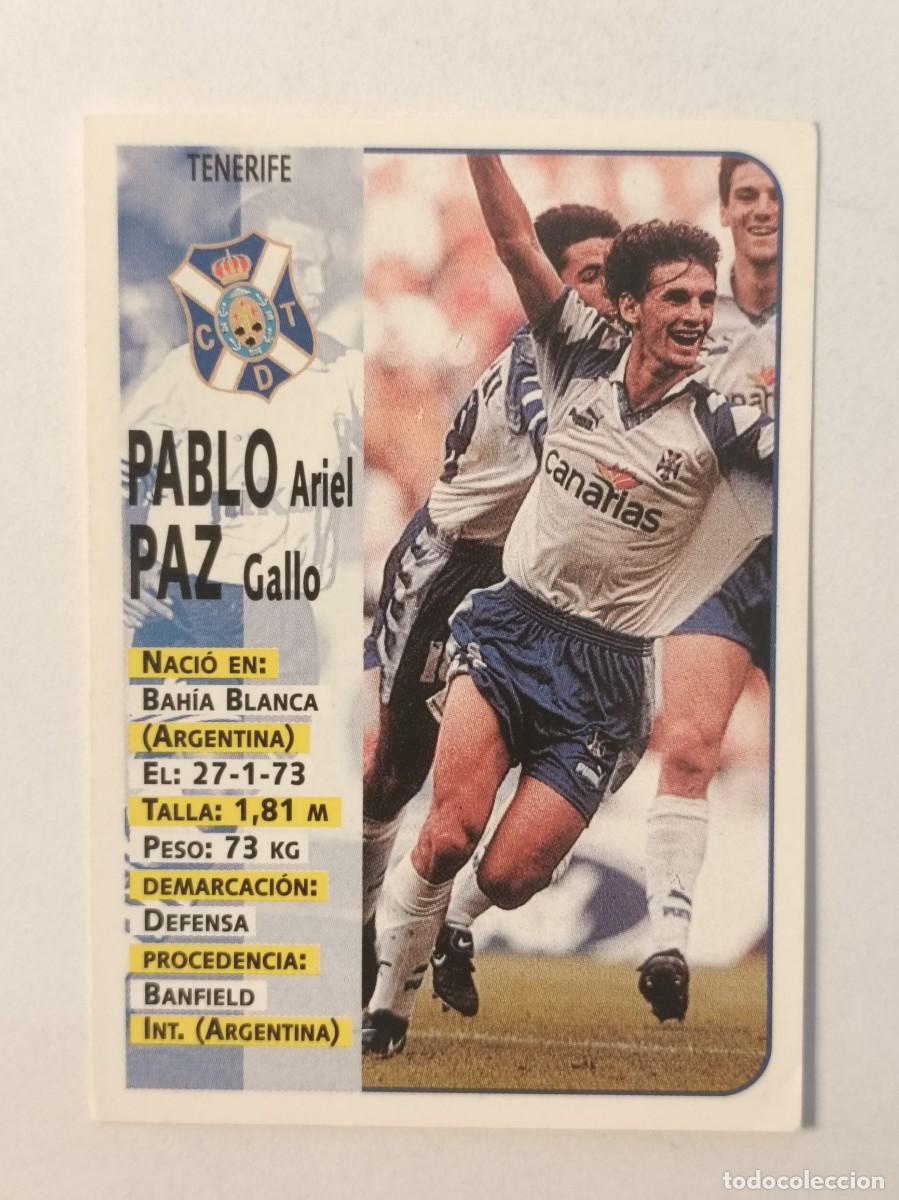 TENERIFE
C T
D
PABLO Ariel
PAZ Gallo
NACIÓ EN:
BAHÍA BLANCA
(ARGENTINA)
EL: 27-1-73
TALLA: 1,81 M
PESO: 73 KG
DEMARCACIÓN:
DEFENSA
PROCEDENCIA:
BANFIELD
INT. (ARGENTINA)
PUMA
canarias
todocoleccion